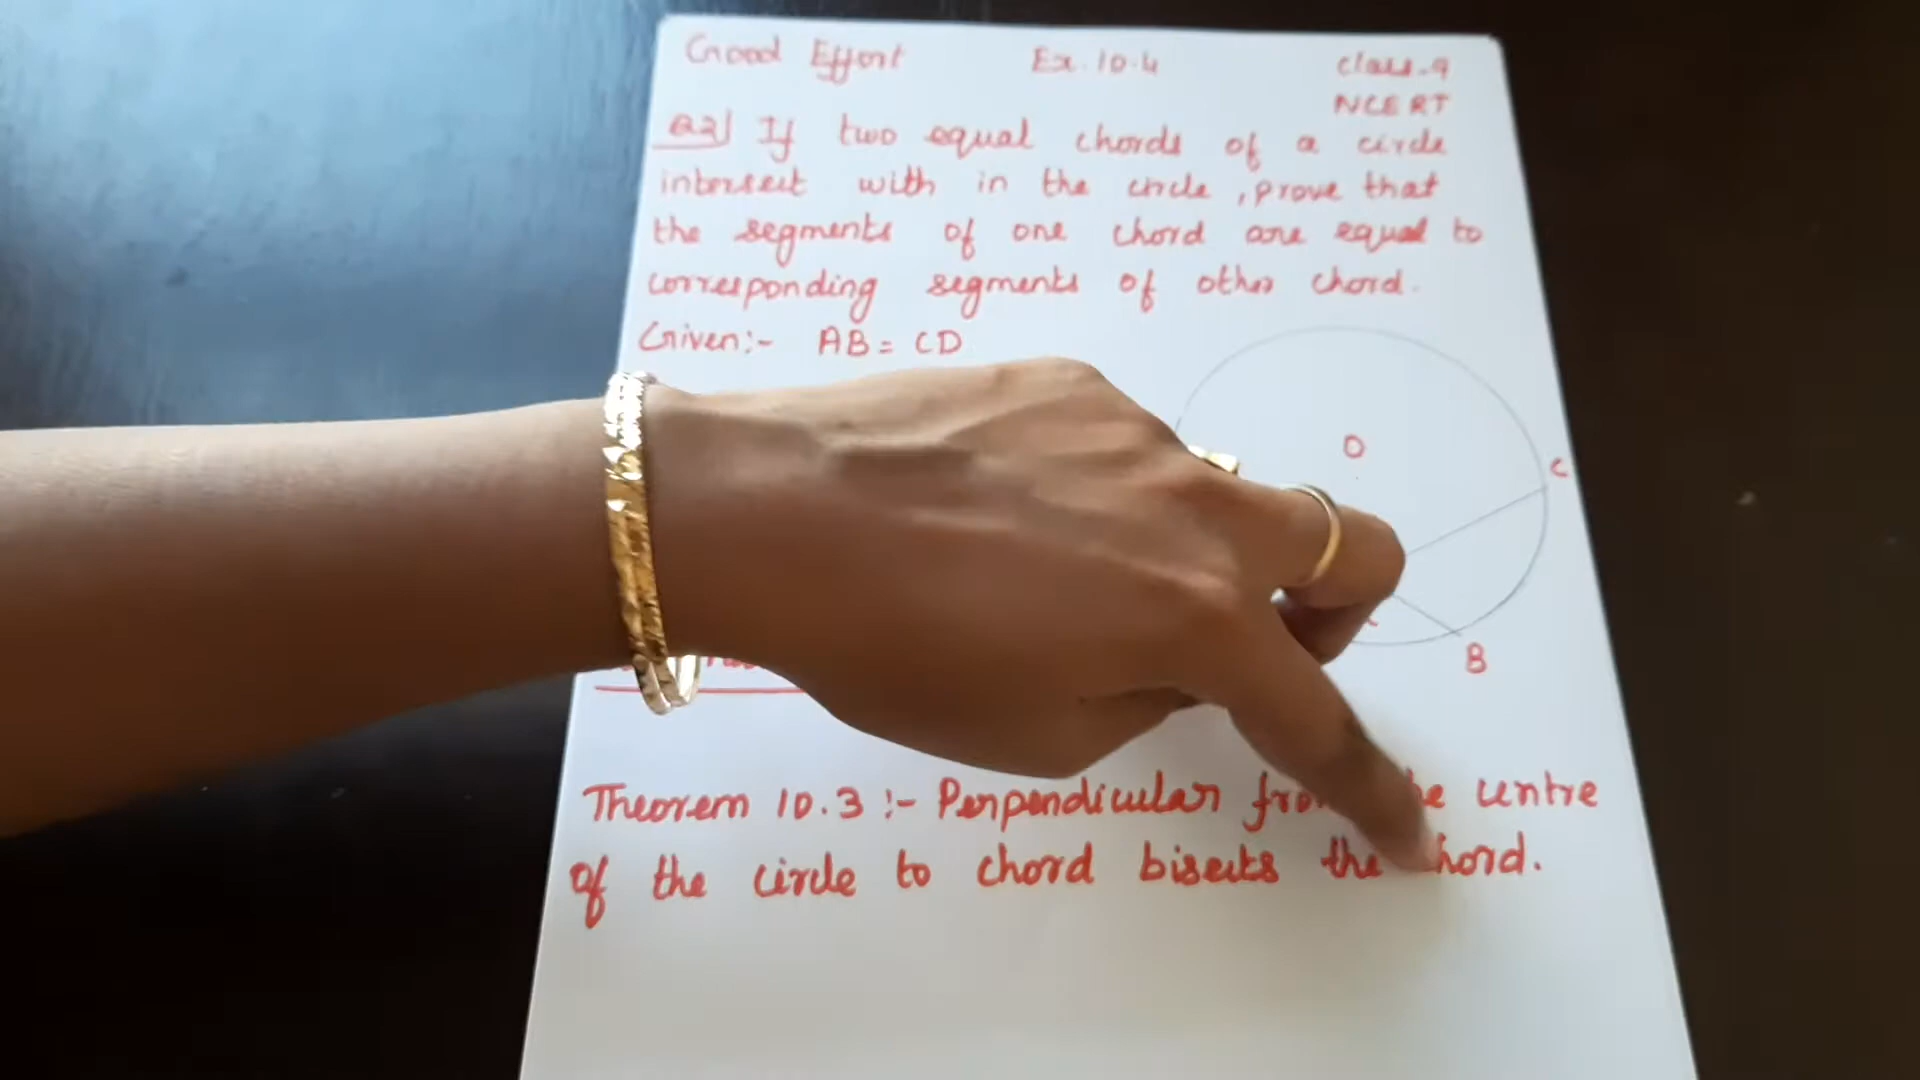 Good Effort Ex. 10.4 Class-9
NCERT
Q2) If two equal chords of a circle
intersect with in the circle, prove that
the segments of one chord are equal to
corresponding segments of other chord.
Given:- AB = CD
O
C
B
Theorem 10.3 :- Perpendicular the centre
of the circle to chord bisects the chord.